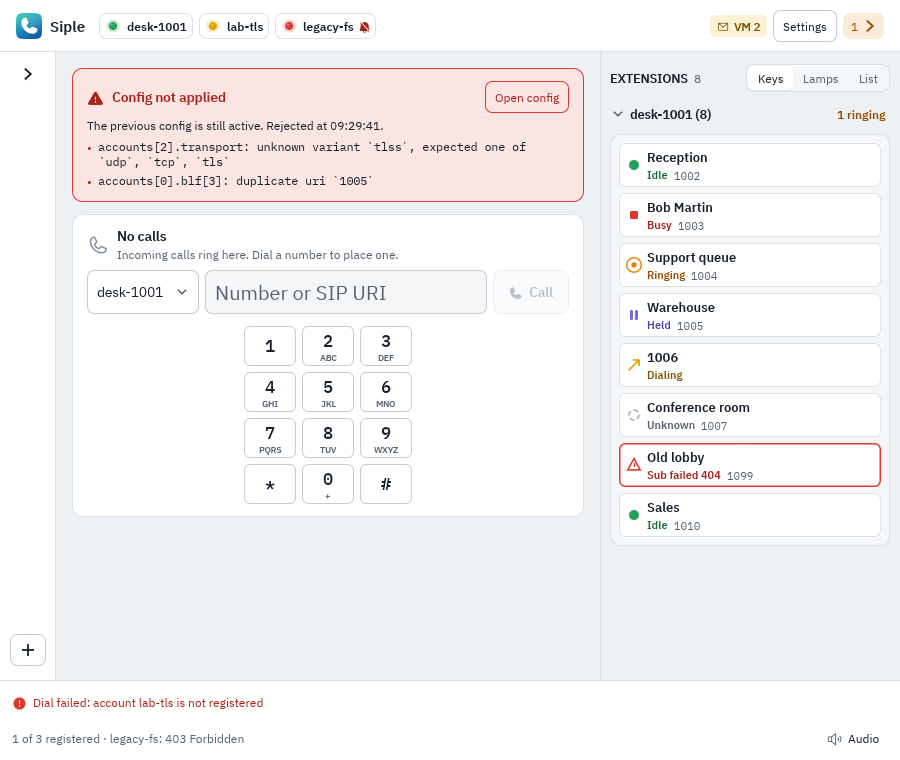 Siple
desk-1001
lab-tls
legacy-fs
VM 2
Settings
1
Config not applied
Open config
The previous config is still active. Rejected at 09:29:41.
• accounts[2].transport: unknown variant `tlss`, expected one of
`udp`, `tcp`, `tls`
• accounts[0].blf[3]: duplicate uri `1005`
No calls
Incoming calls ring here. Dial a number to place one.
desk-1001
Number or SIP URI
Call
1
2
ABC
3
DEF
4
GHI
5
JKL
6
MNO
7
PQRS
8
TUV
9
WXYZ
*
0
+
#
EXTENSIONS 8
Keys
Lamps
List
desk-1001 (8)
1 ringing
Reception
Idle 1002
Bob Martin
Busy 1003
Support queue
Ringing 1004
Warehouse
Held 1005
1006
Dialing
Conference room
Unknown 1007
Old lobby
Sub failed 404 1099
Sales
Idle 1010
+
Dial failed: account lab-tls is not registered
1 of 3 registered · legacy-fs: 403 Forbidden
Audio